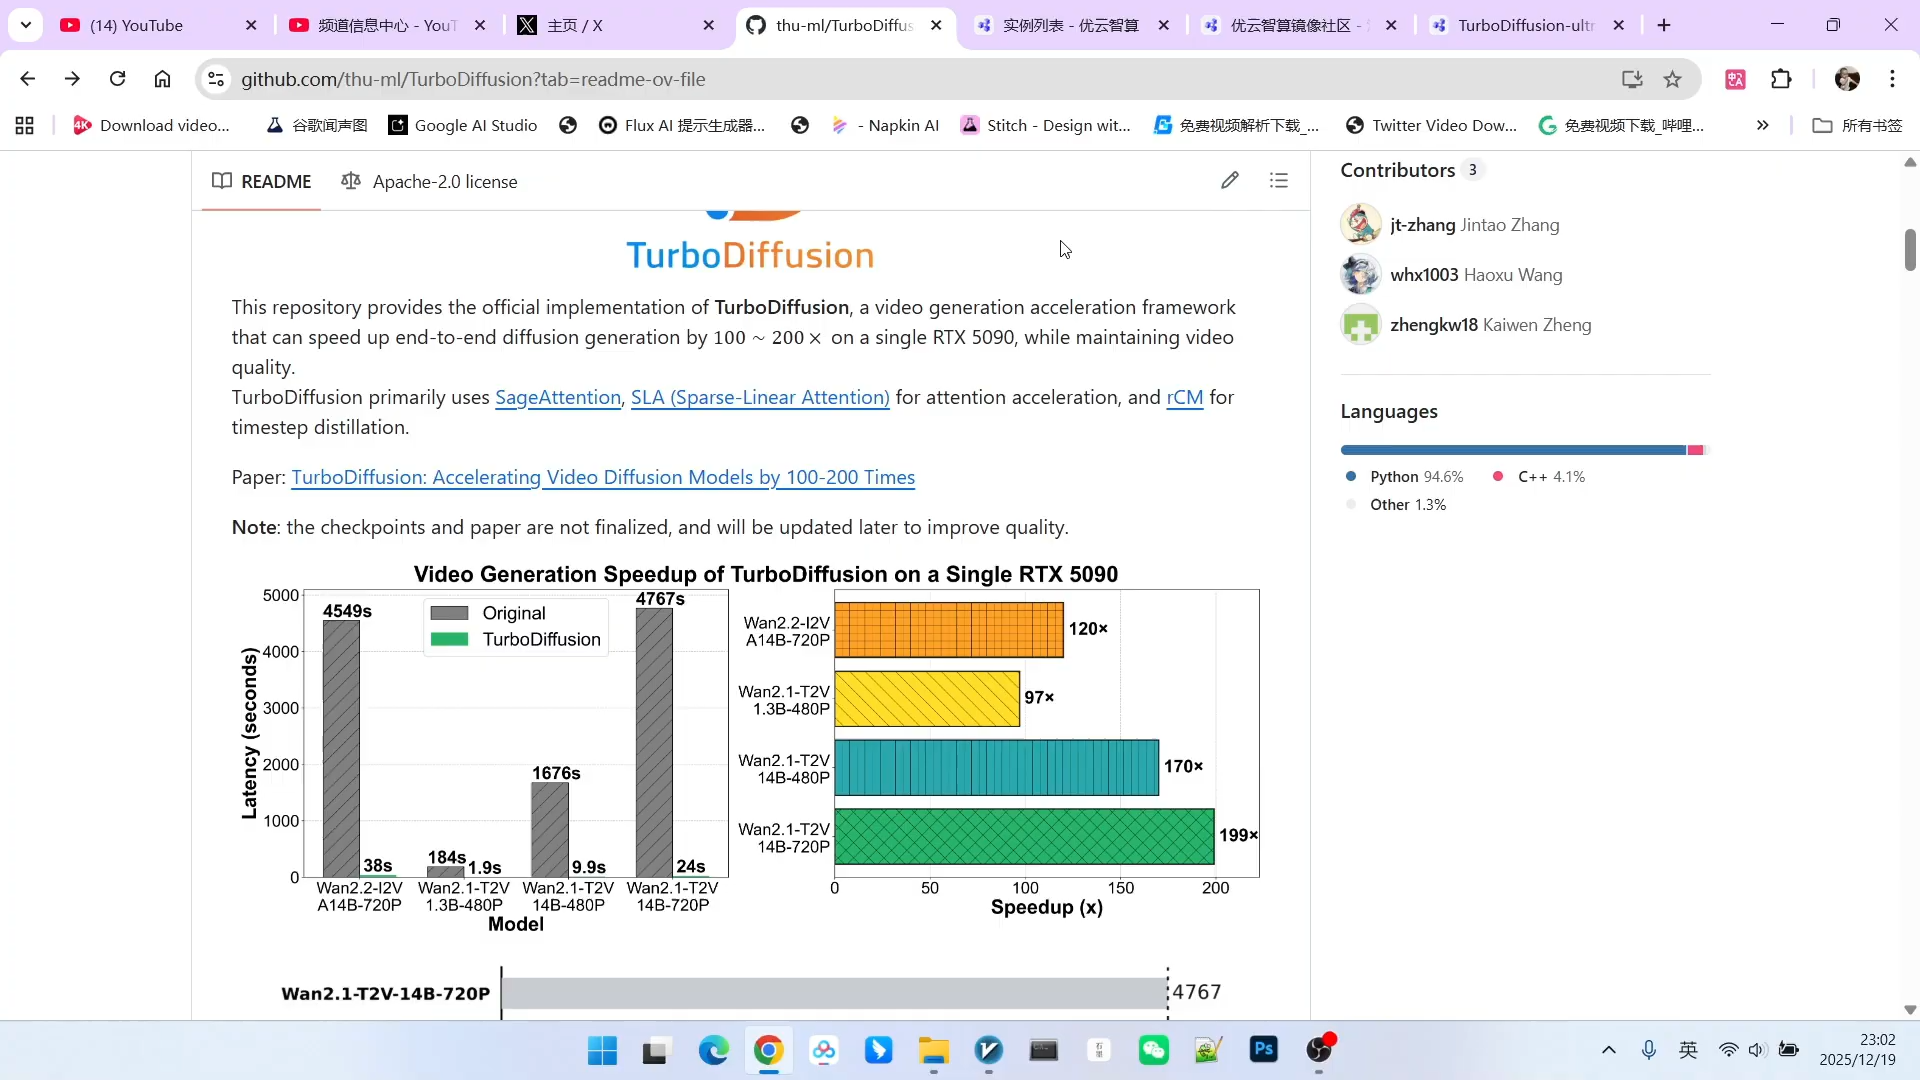 (14) YouTube
频道信息中心 - YouT
主页 / X
thu-ml/TurboDiffus
实例列表 - 优云智算
优云智算镜像社区 -
TurboDiffusion-ultr
github.com/thu-ml/TurboDiffusion?tab=readme-ov-file
Download video...
谷歌闻声图
Google AI Studio
Flux AI 提示生成器...
- Napkin AI
Stitch - Design wit...
免费视频解析下载_...
Twitter Video Dow...
免费视频下载_哔哩...
所有书签
README
Apache-2.0 license
TurboDiffusion
This repository provides the official implementation of TurboDiffusion, a video generation acceleration framework
that can speed up end-to-end diffusion generation by 100 ~ 200× on a single RTX 5090, while maintaining video
quality.
TurboDiffusion primarily uses SageAttention, SLA (Sparse-Linear Attention) for attention acceleration, and rCM for
timestep distillation.
Paper: TurboDiffusion: Accelerating Video Diffusion Models by 100-200 Times
Note: the checkpoints and paper are not finalized, and will be updated later to improve quality.
Video Generation Speedup of TurboDiffusion on a Single RTX 5090
Latency (seconds)
5000
4000
3000
2000
1000
0
Original
TurboDiffusion
4549s
38s
184s
1.9s
1676s
9.9s
4767s
24s
Wan2.2-I2V
A14B-720P
Wan2.1-T2V
1.3B-480P
Wan2.1-T2V
14B-480P
Wan2.1-T2V
14B-720P
Model
Wan2.2-I2V
A14B-720P
120×
Wan2.1-T2V
1.3B-480P
97×
Wan2.1-T2V
14B-480P
170×
Wan2.1-T2V
14B-720P
199×
0
50
100
150
200
Speedup (x)
Wan2.1-T2V-14B-720P
4767
Contributors 3
jt-zhang Jintao Zhang
whx1003 Haoxu Wang
zhengkw18 Kaiwen Zheng
Languages
Python 94.6%
C++ 4.1%
Other 1.3%
Ps
英
23:02
2025/12/19